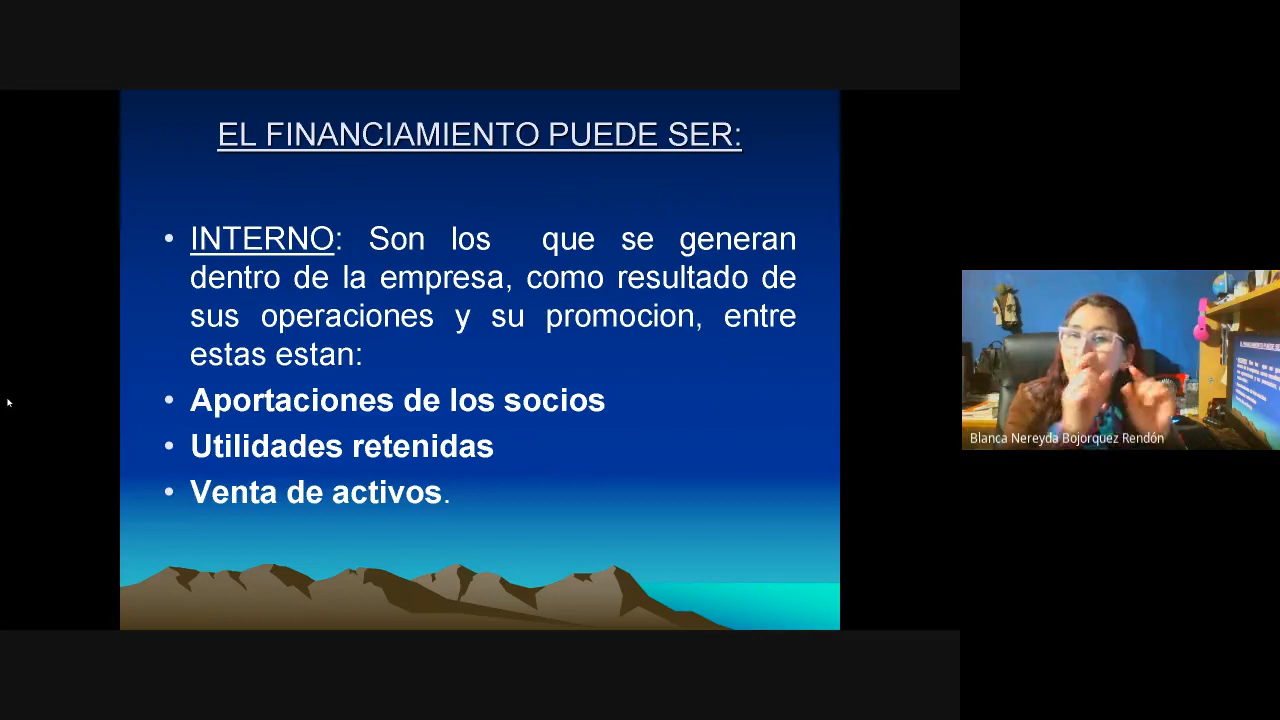 EL FINANCIAMIENTO PUEDE SER:
• INTERNO: Son los que se generan
dentro de la empresa, como resultado de
sus operaciones y su promocion, entre
estas estan:
• Aportaciones de los socios
• Utilidades retenidas
• Venta de activos.
Blanca Nereyda Bojorquez Rendón